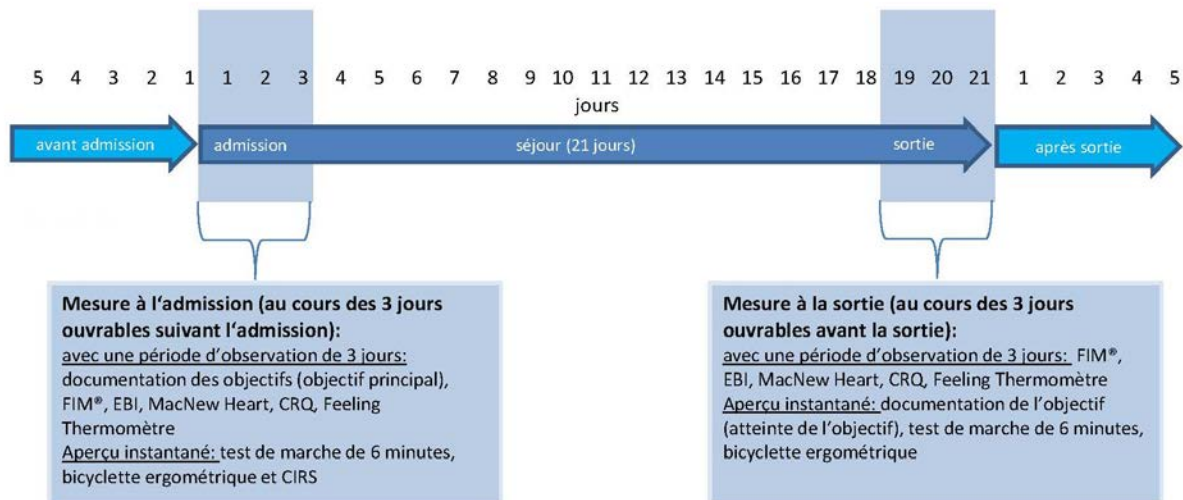 5 4 3 2 1 1 2 3 4 5 6 7 8 9 10 11 12 13 14 15 16 17 18 19 20 21 1 2 3 4 5
jours
avant admission admission séjour (21 jours) sortie après sortie
Mesure à l'admission (au cours des 3 jours
ouvrables suivant l'admission):
avec une période d'observation de 3 jours:
documentation des objectifs (objectif principal),
FIM®, EBI, MacNew Heart, CRQ, Feeling
Thermomètre
Aperçu instantané: test de marche de 6 minutes,
bicyclette ergométrique et CIRS
Mesure à la sortie (au cours des 3 jours
ouvrables avant la sortie):
avec une période d'observation de 3 jours: FIM®,
EBI, MacNew Heart, CRQ, Feeling Thermomètre
Aperçu instantané: documentation de l'objectif
(atteinte de l'objectif), test de marche de 6 minutes,
bicyclette ergométrique